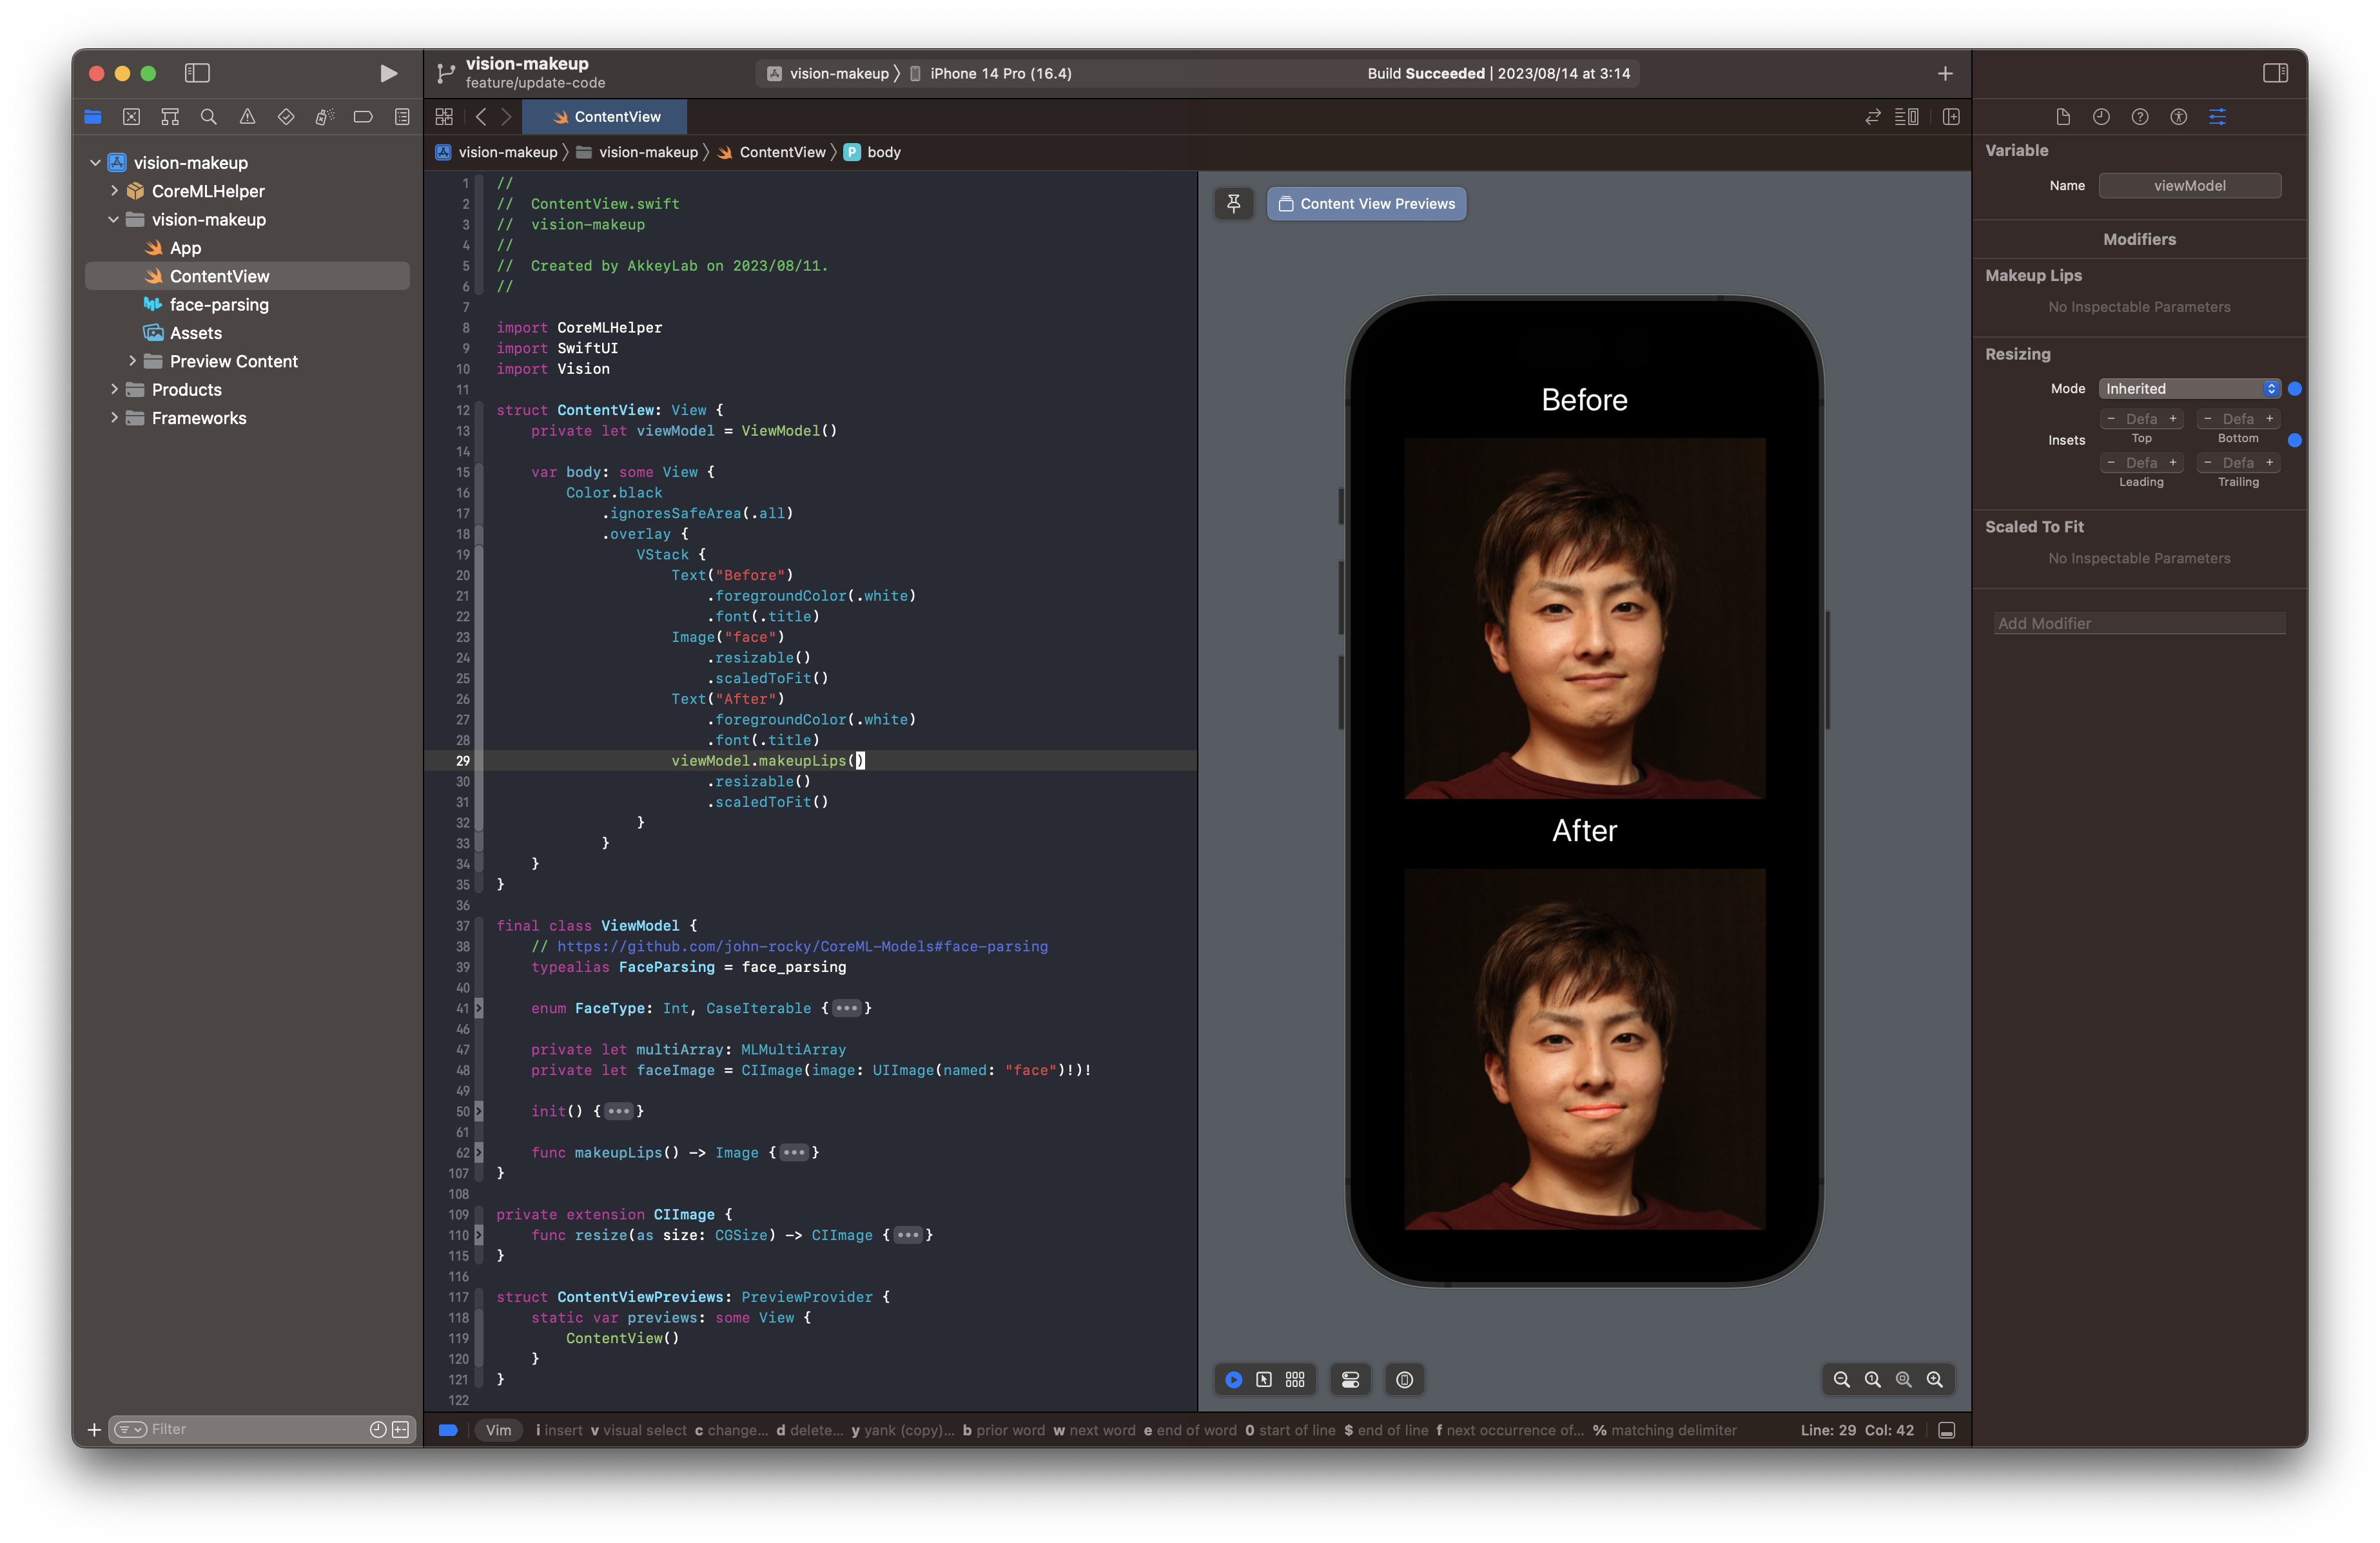 vision-makeup
feature/update-code
vision-makeup
iPhone 14 Pro (16.4)
Build Succeeded | 2023/08/14 at 3:14
ContentView
vision-makeup
CoreMLHelper
vision-makeup
App
ContentView
face-parsing
Assets
Preview Content
Products
Frameworks
Filter
vision-makeup
vision-makeup
ContentView
P
body
1 //
2 //  ContentView.swift
3 //  vision-makeup
4 //
5 //  Created by AkkeyLab on 2023/08/11.
6 //
7
8 import CoreMLHelper
9 import SwiftUI
10 import Vision
11
12 struct ContentView: View {
13     private let viewModel = ViewModel()
14
15     var body: some View {
16         Color.black
17             .ignoresSafeArea(.all)
18             .overlay {
19                 VStack {
20                     Text("Before")
21                         .foregroundColor(.white)
22                         .font(.title)
23                     Image("face")
24                         .resizable()
25                         .scaledToFit()
26                     Text("After")
27                         .foregroundColor(.white)
28                         .font(.title)
29                     viewModel.makeupLips()
30                         .resizable()
31                         .scaledToFit()
32                 }
33             }
34     }
35 }
36
37 final class ViewModel {
38     // https://github.com/john-rocky/CoreML-Models#face-parsing
39     typealias FaceParsing = face_parsing
40
41     enum FaceType: Int, CaseIterable {•••}
46
47     private let multiArray: MLMultiArray
48     private let faceImage = CIImage(image: UIImage(named: "face")!)!
49
50     init() {•••}
61
62     func makeupLips() -> Image {•••}
107 }
108
109 private extension CIImage {
110     func resize(as size: CGSize) -> CIImage {•••}
115 }
116
117 struct ContentViewPreviews: PreviewProvider {
118     static var previews: some View {
119         ContentView()
120     }
121 }
122
Content View Previews
Before
After
Variable
Name
viewModel
Modifiers
Makeup Lips
No Inspectable Parameters
Resizing
Mode
Inherited
Insets
− Defa +
− Defa +
Top
Bottom
− Defa +
− Defa +
Leading
Trailing
Scaled To Fit
No Inspectable Parameters
Add Modifier
Vim
i insert v visual select c change... d delete... y yank (copy)... b prior word w next word e end of word 0 start of line $ end of line f next occurrence of... % matching delimiter
Line: 29 Col: 42